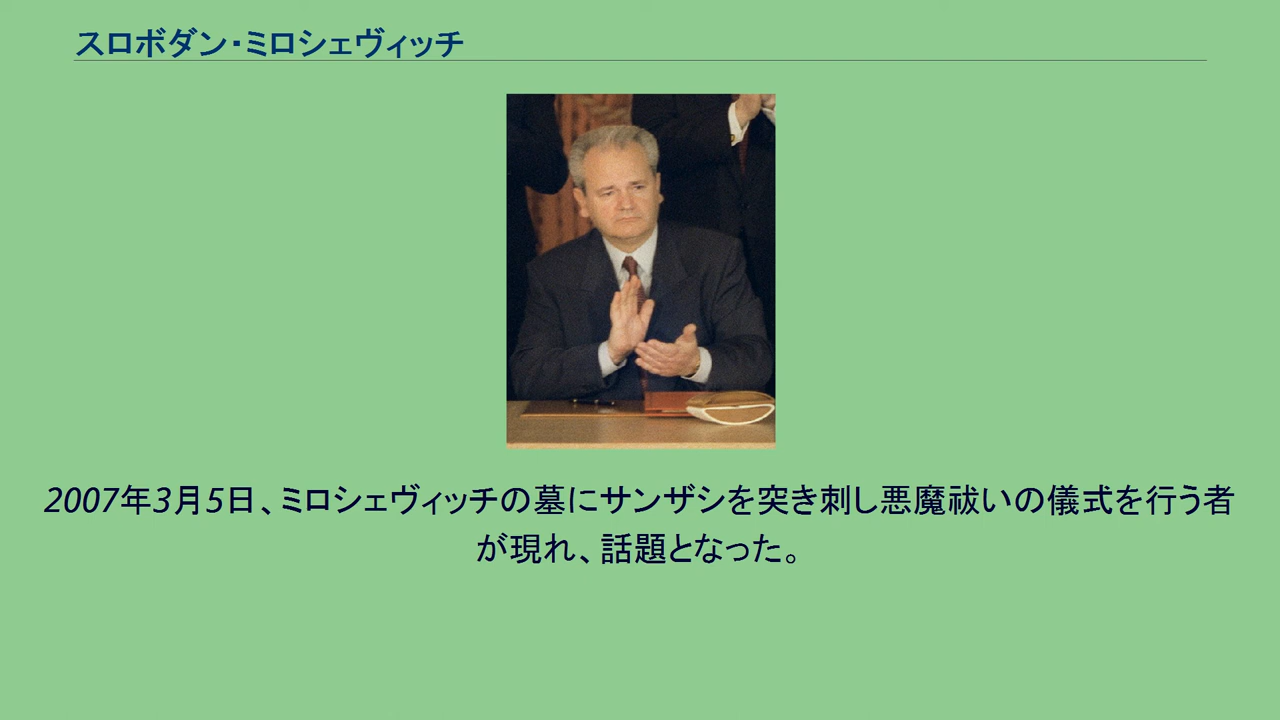 スロボダン・ミロシェヴィッチ
2007年3月5日、ミロシェヴィッチの墓にサンザシを突き刺し悪魔祓いの儀式を行う者
が現れ、話題となった。